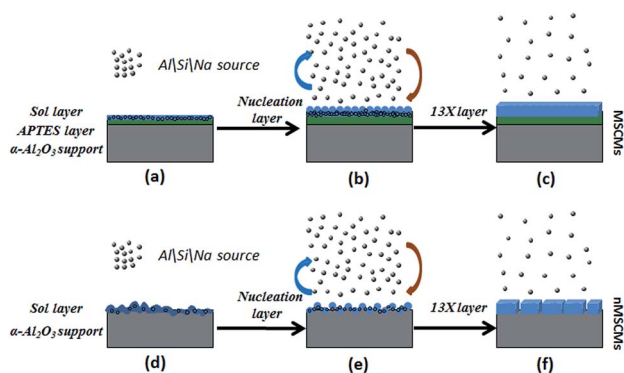 Al\Si\Na source
Sol layer
APTES layer
α-Al₂O₃ support
Nucleation
layer
13X layer
MSCMs
(a)
(b)
(c)
Al\Si\Na source
Sol layer
α-Al₂O₃ support
Nucleation
layer
13X layer
nMSCMs
(d)
(e)
(f)